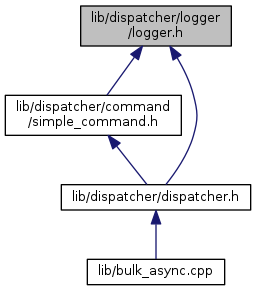 lib/dispatcher/logger
/logger.h
lib/dispatcher/command
/simple_command.h
lib/dispatcher/dispatcher.h
lib/bulk_async.cpp